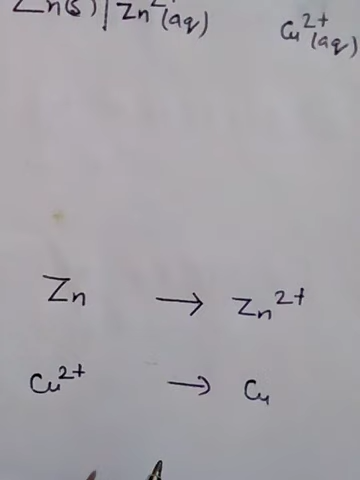 Zn(s) | Zn²⁺(aq) Cu²⁺(aq)
Zn → Zn²⁺
Cu²⁺ → Cu